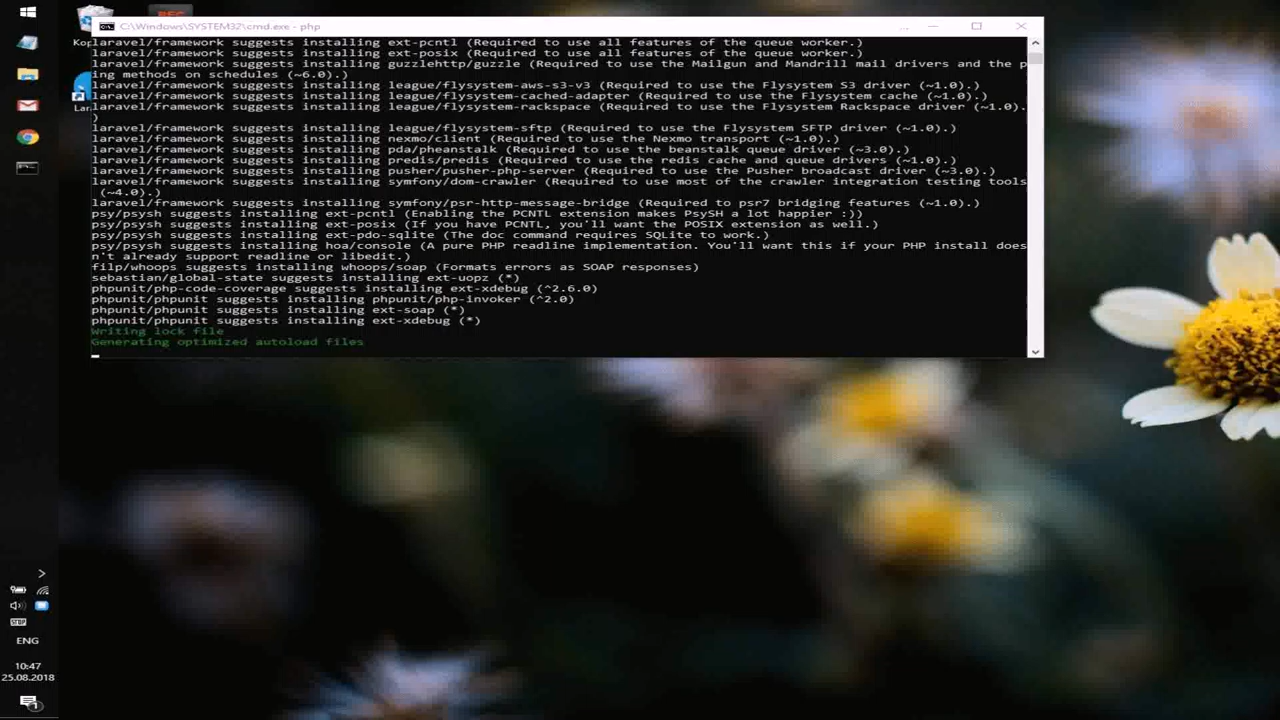 C:\Windows\SYSTEM32\cmd.exe - php
laravel/framework suggests installing ext-pcntl (Required to use all features of the queue worker.)
laravel/framework suggests installing ext-posix (Required to use all features of the queue worker.)
laravel/framework suggests installing guzzlehttp/guzzle (Required to use the Mailgun and Mandrill mail drivers and the p
ing methods on schedules (~6.0).)
laravel/framework suggests installing league/flysystem-aws-s3-v3 (Required to use the Flysystem S3 driver (~1.0).)
laravel/framework suggests installing league/flysystem-cached-adapter (Required to use the Flysystem cache (~1.0).)
laravel/framework suggests installing league/flysystem-rackspace (Required to use the Flysystem Rackspace driver (~1.0).
)
laravel/framework suggests installing league/flysystem-sftp (Required to use the Flysystem SFTP driver (~1.0).)
laravel/framework suggests installing nexmo/client (Required to use the Nexmo transport (~1.0).)
laravel/framework suggests installing pda/pheanstalk (Required to use the beanstalk queue driver (~3.0).)
laravel/framework suggests installing predis/predis (Required to use the redis cache and queue drivers (~1.0).)
laravel/framework suggests installing pusher/pusher-php-server (Required to use the Pusher broadcast driver (~3.0).)
laravel/framework suggests installing symfony/dom-crawler (Required to use most of the crawler integration testing tools
(~4.0).)
laravel/framework suggests installing symfony/psr-http-message-bridge (Required to psr7 bridging features (~1.0).)
psy/psysh suggests installing ext-pcntl (Enabling the PCNTL extension makes PsySH a lot happier :))
psy/psysh suggests installing ext-posix (If you have PCNTL, you'll want the POSIX extension as well.)
psy/psysh suggests installing ext-pdo-sqlite (The doc command requires SQLite to work.)
psy/psysh suggests installing hoa/console (A pure PHP readline implementation. You'll want this if your PHP install does
n't already support readline or libedit.)
filp/whoops suggests installing whoops/soap (Formats errors as SOAP responses)
sebastian/global-state suggests installing ext-uopz (*)
phpunit/php-code-coverage suggests installing ext-xdebug (^2.6.0)
phpunit/phpunit suggests installing phpunit/php-invoker (^2.0)
phpunit/phpunit suggests installing ext-soap (*)
phpunit/phpunit suggests installing ext-xdebug (*)
Writing lock file
Generating optimized autoload files
ENG
10:47
25.08.2018
1